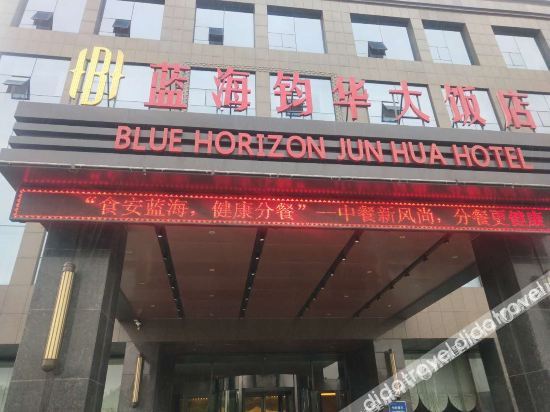 蓝海钧华大饭店
BLUE HORIZON JUN HUA HOTEL
“食安蓝海，健康分餐”—中餐新风尚，分餐更健康
didatravel didatravel